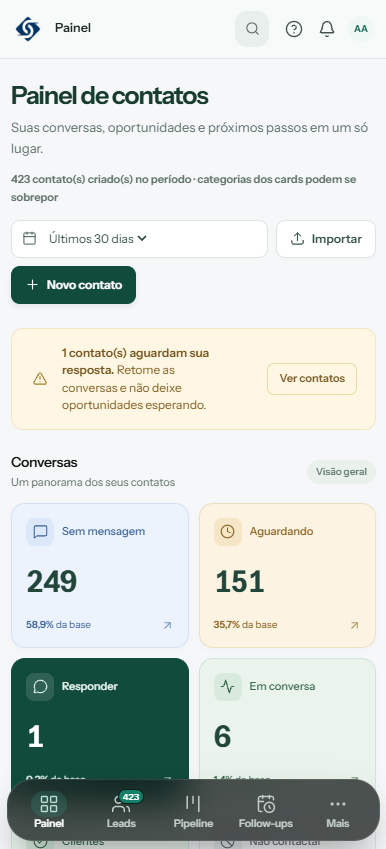 Painel
AA
Painel de contatos
Suas conversas, oportunidades e próximos passos em um só
lugar.
423 contato(s) criado(s) no período · categorias dos cards podem se
sobrepor
Últimos 30 dias
Importar
Novo contato
1 contato(s) aguardam sua
resposta. Retome as
conversas e não deixe
oportunidades esperando.
Ver contatos
Conversas
Um panorama dos seus contatos
Visão geral
Sem mensagem
249
58,9% da base
Aguardando
151
35,7% da base
Responder
1
Em conversa
6
Clientes
Não contactar
Painel
423
Leads
Pipeline
Follow-ups
Mais